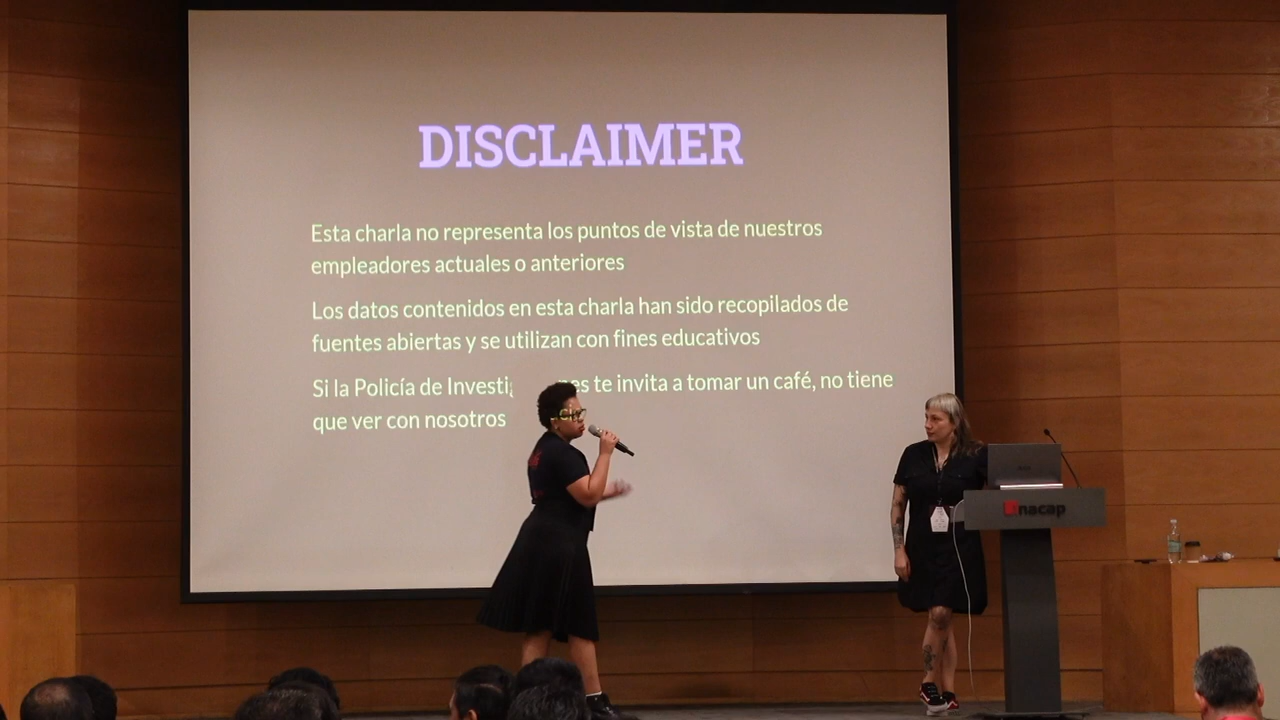 DISCLAIMER
Esta charla no representa los puntos de vista de nuestros
empleadores actuales o anteriores
Los datos contenidos en esta charla han sido recopilados de
fuentes abiertas y se utilizan con fines educativos
Si la Policía de te invita a tomar un café, no tiene
que ver con nosotros
inacap